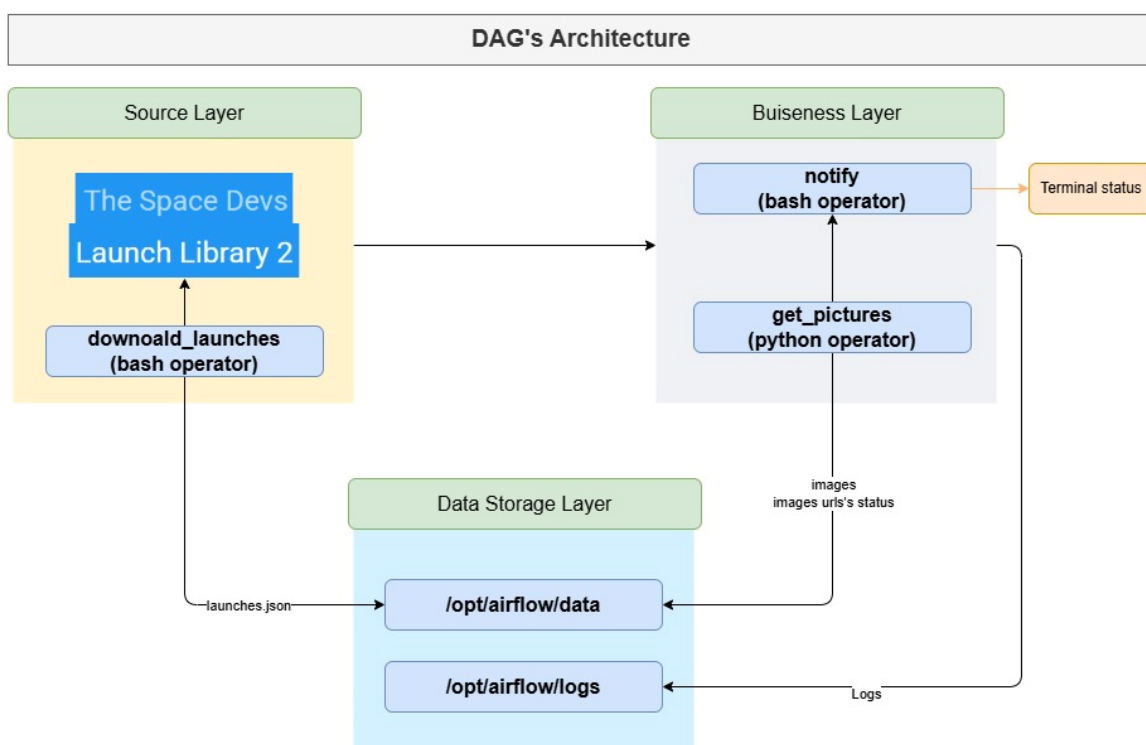 DAG's Architecture
Source Layer
The Space Devs
Launch Library 2
downoald_launches
(bash operator)
Buiseness Layer
notify
(bash operator)
Terminal status
get_pictures
(python operator)
images
images urls's status
Data Storage Layer
launches.json
/opt/airflow/data
/opt/airflow/logs
Logs